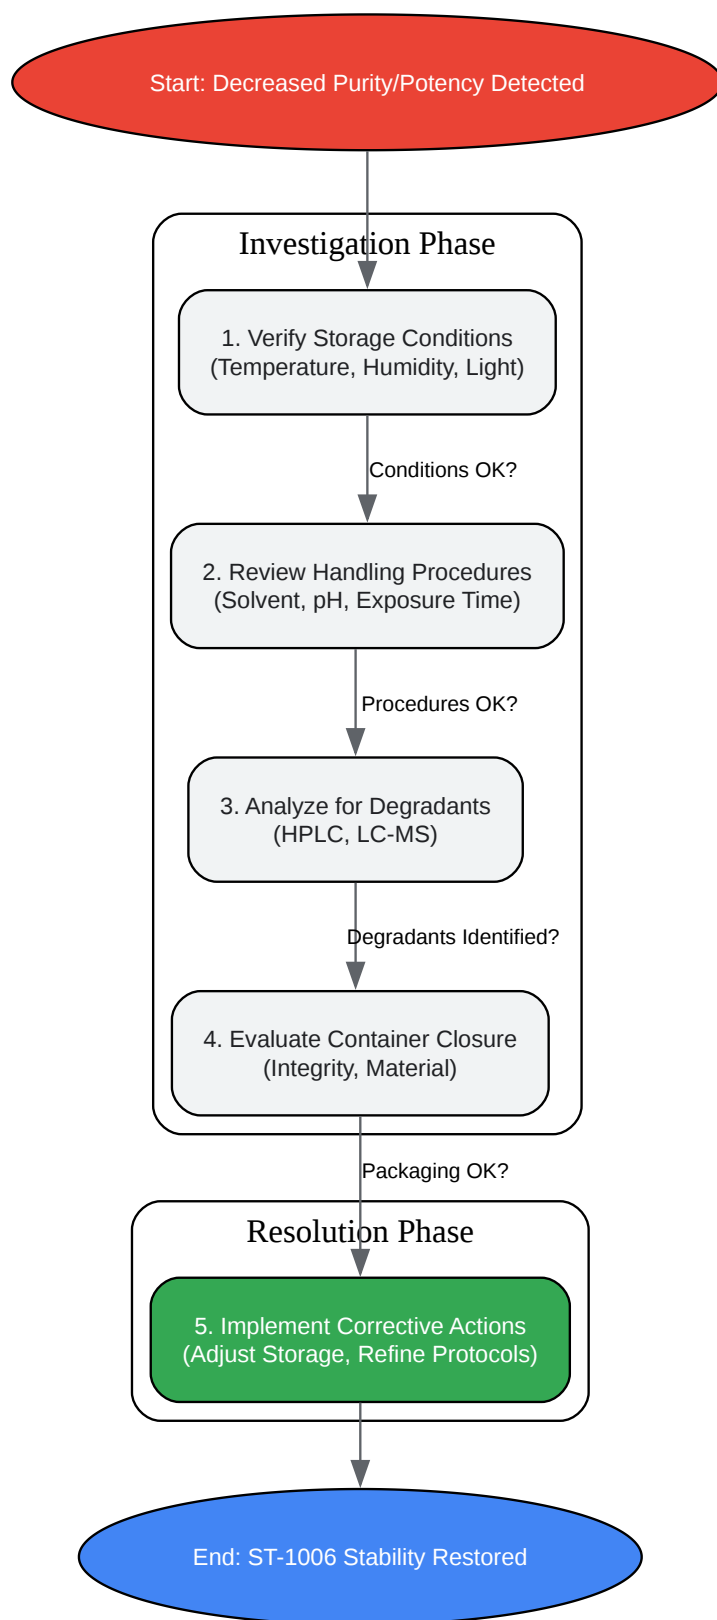 Start: Decreased Purity/Potency Detected
Investigation Phase
1. Verify Storage Conditions
(Temperature, Humidity, Light)
Conditions OK?
2. Review Handling Procedures
(Solvent, pH, Exposure Time)
Procedures OK?
3. Analyze for Degradants
(HPLC, LC-MS)
Degradants Identified?
4. Evaluate Container Closure
(Integrity, Material)
Packaging OK?
Resolution Phase
5. Implement Corrective Actions
(Adjust Storage, Refine Protocols)
End: ST-1006 Stability Restored